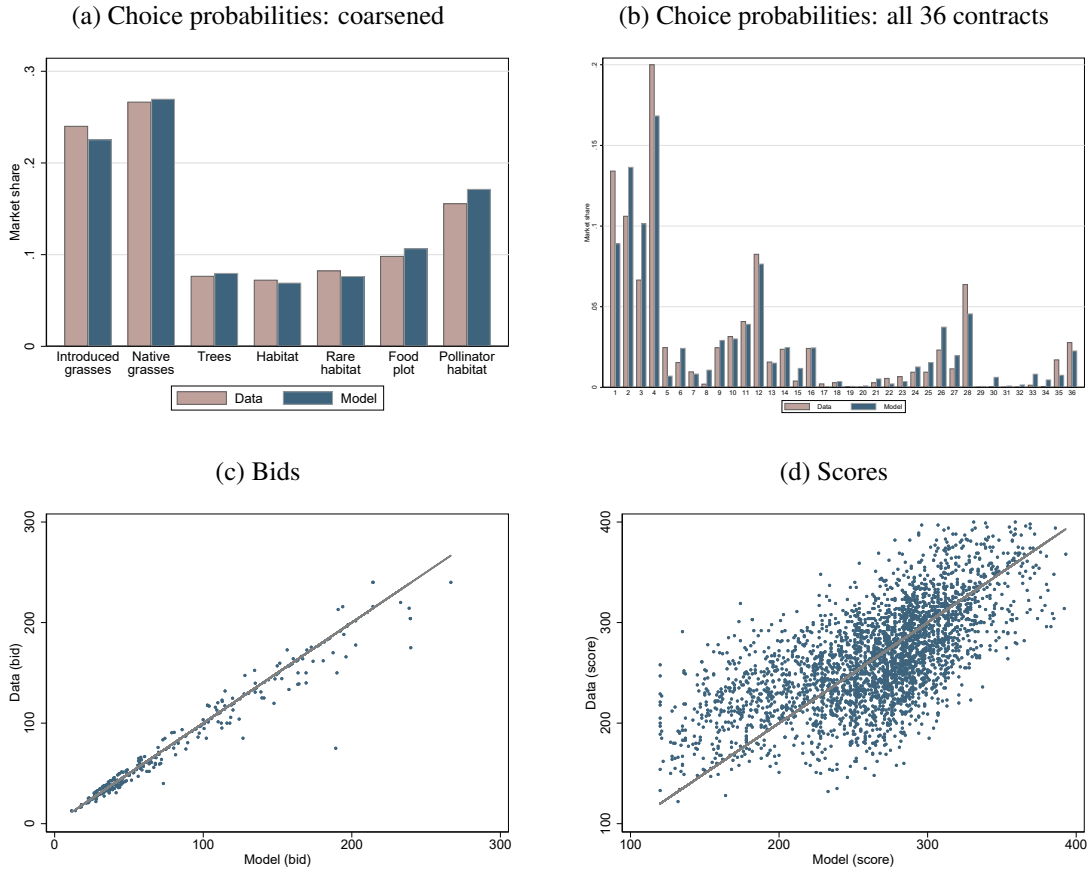 (a) Choice probabilities: coarsened
Market share
0
.1
.2
.3
Introduced grasses
Native grasses
Trees
Habitat
Rare habitat
Food plot
Pollinator habitat
Data Model
(b) Choice probabilities: all 36 contracts
Market share
0
.05
.1
.15
.2
1 2 3 4 5 6 7 8 9 10 11 12 13 14 15 16 17 18 19 20 21 22 23 24 25 26 27 28 29 30 31 32 33 34 35 36
Data Model
(c) Bids
Data (bid)
0
100
200
300
0 100 200 300
Model (bid)
(d) Scores
Data (score)
100
200
300
400
100 200 300 400
Model (score)